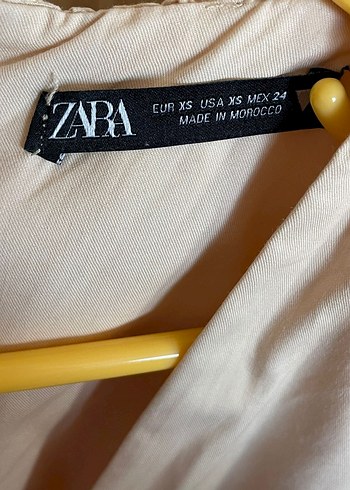 ZARA
EUR XS USA XS MEX 24
MADE IN MOROCCO